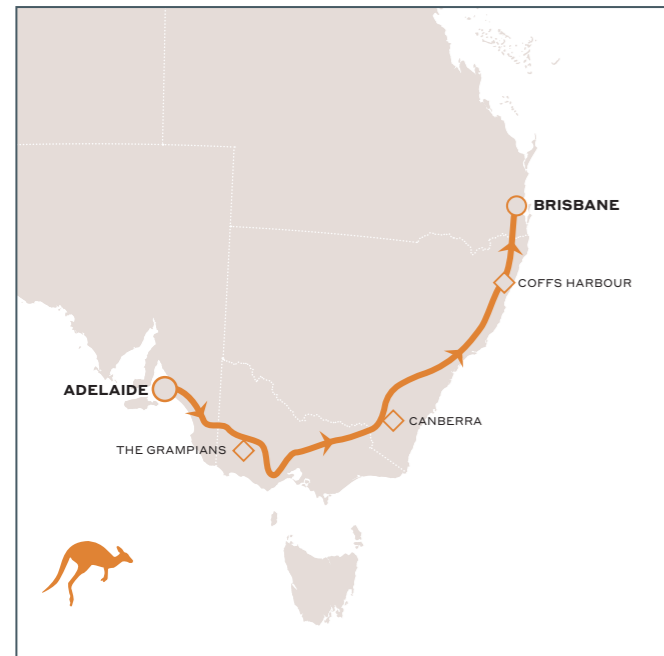 BRISBANE
COFFS HARBOUR
ADELAIDE
CANBERRA
THE GRAMPIANS